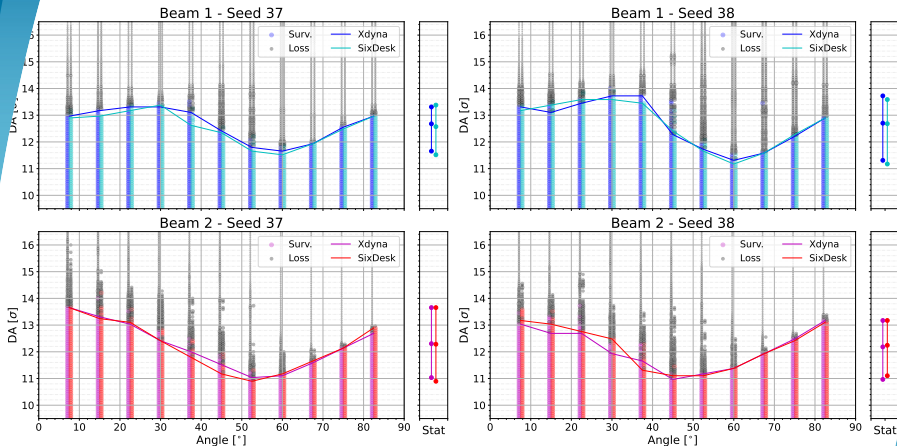 Beam 1 - Seed 37
Beam 1 - Seed 38
16
15
14
13
12
11
10
DA [σ]
Surv.
Loss
Xdyna
SixDesk
16
15
14
13
12
11
10
DA [σ]
Surv.
Loss
Xdyna
SixDesk
Beam 2 - Seed 37
Beam 2 - Seed 38
16
15
14
13
12
11
10
DA [σ]
Surv.
Loss
Xdyna
SixDesk
0 10 20 30 40 50 60 70 80 90
Angle [°]
Stat
16
15
14
13
12
11
10
DA [σ]
Surv.
Loss
Xdyna
SixDesk
0 10 20 30 40 50 60 70 80 90
Angle [°]
Stat